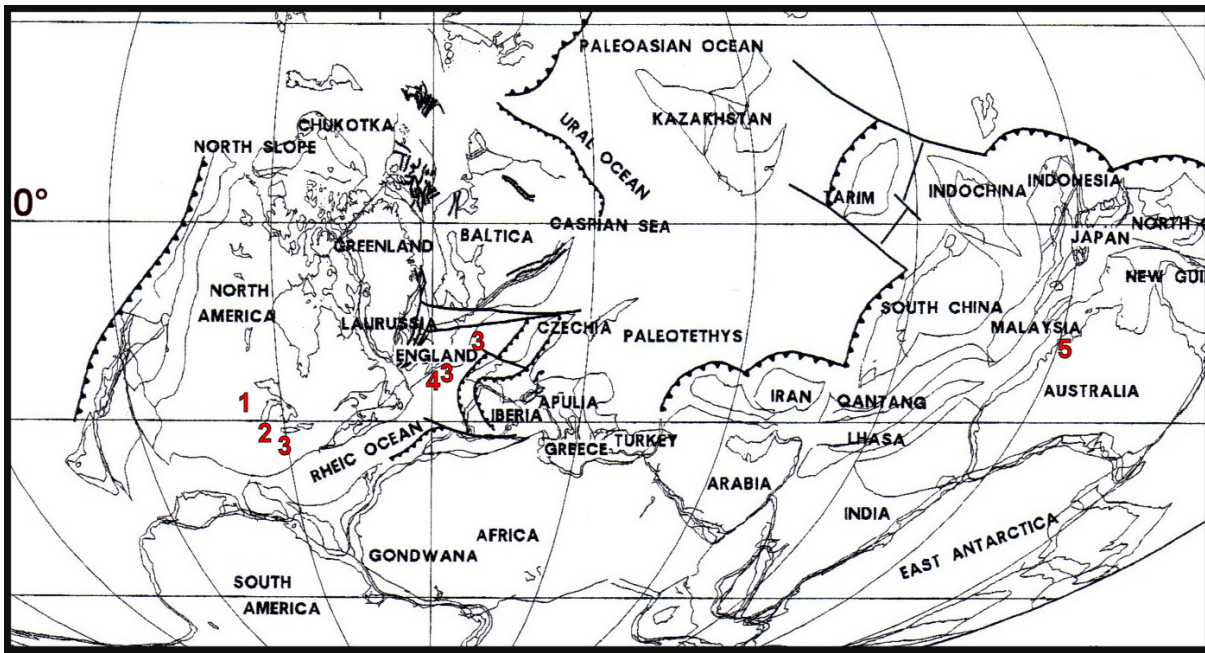 PALEOASIAN OCEAN
CHUKOTKA
URAL OCEAN
KAZAKHSTAN
NORTH SLOPE
0°
TARIM
INDOCHINA
INDONESIA
GREENLAND
BALTICA
CASPIAN SEA
JAPAN
NORTH
NEW GUI
NORTH
AMERICA
LAURUSSIA
CZECHIA
PALEOTETHYS
SOUTH CHINA
MALAYSIA
3
ENGLAND
5
4
3
1
IBERIA
APULIA
IRAN
QANTANG
AUSTRALIA
2
3
RHEIC OCEAN
GREECE
TURKEY
LHASA
ARABIA
INDIA
AFRICA
GONDWANA
EAST ANTARCTICA
SOUTH
AMERICA